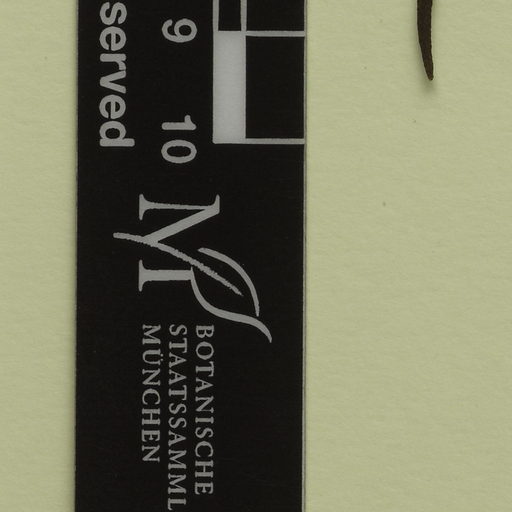 served
9 10
M
BOTANISCHE
STAATSSAMML
MÜNCHEN